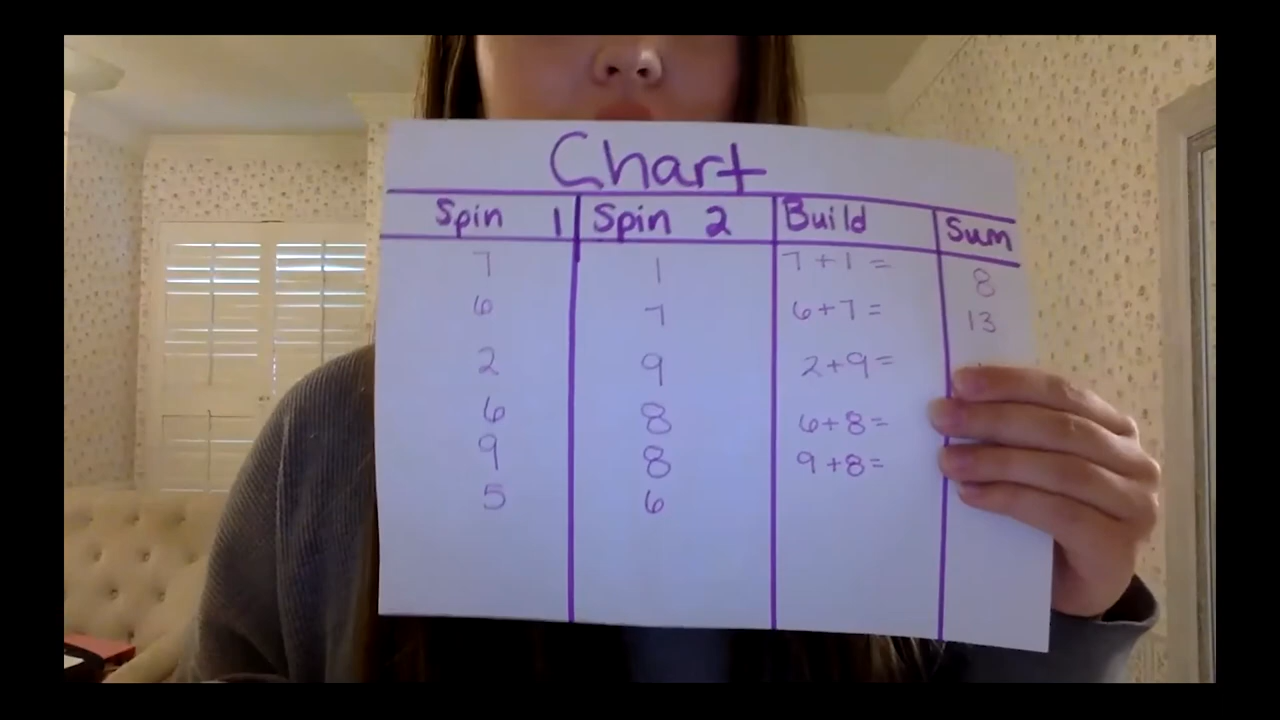 Chart
Spin 1 Spin 2 Build Sum
7 1 7+1= 8
6 7 6+7= 13
2 9 2+9=
6 8 6+8=
9 8 9+8=
5 6